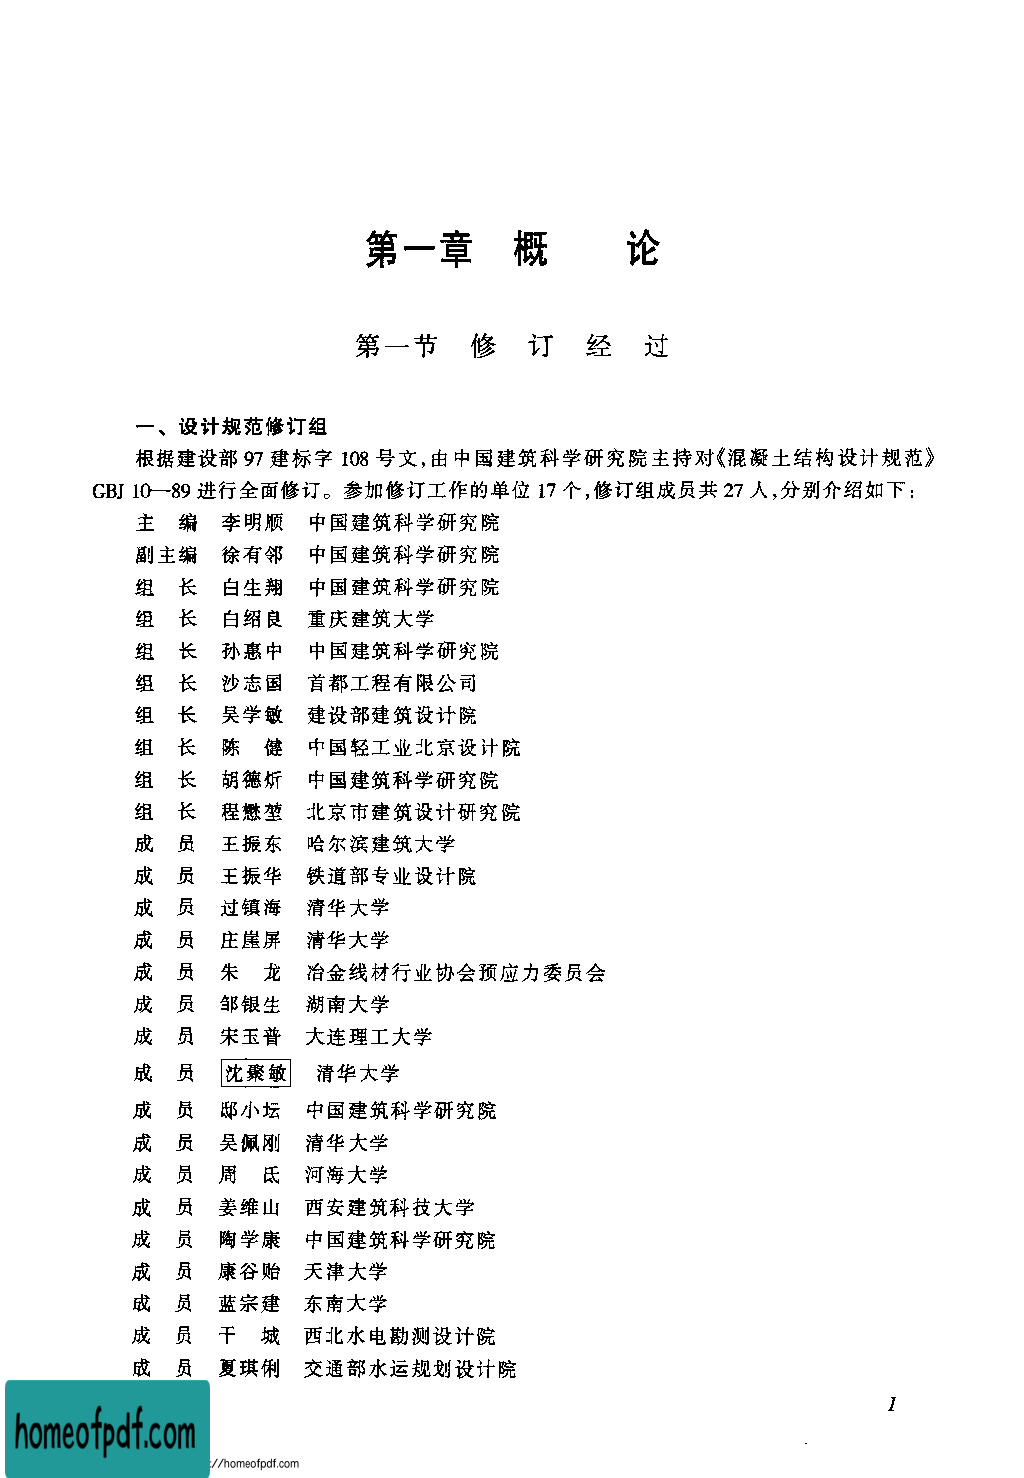 第一章 概 论
第一节 修 订 经 过
一、设计规范修订组
根据建设部97建标字108号文,由中国建筑科学研究院主持对《混凝土结构设计规范》
GBJ 10—89进行全面修订。参加修订工作的单位17个,修订组成员共27人,分别介绍如下:
主 编 李明顺 中国建筑科学研究院
副主编 徐有邻 中国建筑科学研究院
组 长 白生翔 中国建筑科学研究院
组 长 白绍良 重庆建筑大学
组 长 孙惠中 中国建筑科学研究院
组 长 沙志国 首都工程有限公司
组 长 吴学敏 建设部建筑设计院
组 长 陈 健 中国轻工业北京设计院
组 长 胡德炘 中国建筑科学研究院
组 长 程懋堃 北京市建筑设计研究院
成 员 王振东 哈尔滨建筑大学
成 员 王振华 铁道部专业设计院
成 员 过镇海 清华大学
成 员 庄崖屏 清华大学
成 员 朱 龙 冶金线材行业协会预应力委员会
成 员 邹银生 湖南大学
成 员 宋玉普 大连理工大学
成 员 沈聚敏 清华大学
成 员 邸小坛 中国建筑科学研究院
成 员 吴佩刚 清华大学
成 员 周 氐 河海大学
成 员 姜维山 西安建筑科技大学
成 员 陶学康 中国建筑科学研究院
成 员 康谷贻 天津大学
成 员 蓝宗建 东南大学
成 员 干 城 西北水电勘测设计院
成 员 夏琪俐 交通部水运规划设计院
1
homeofpdf.com
://homeofpdf.com